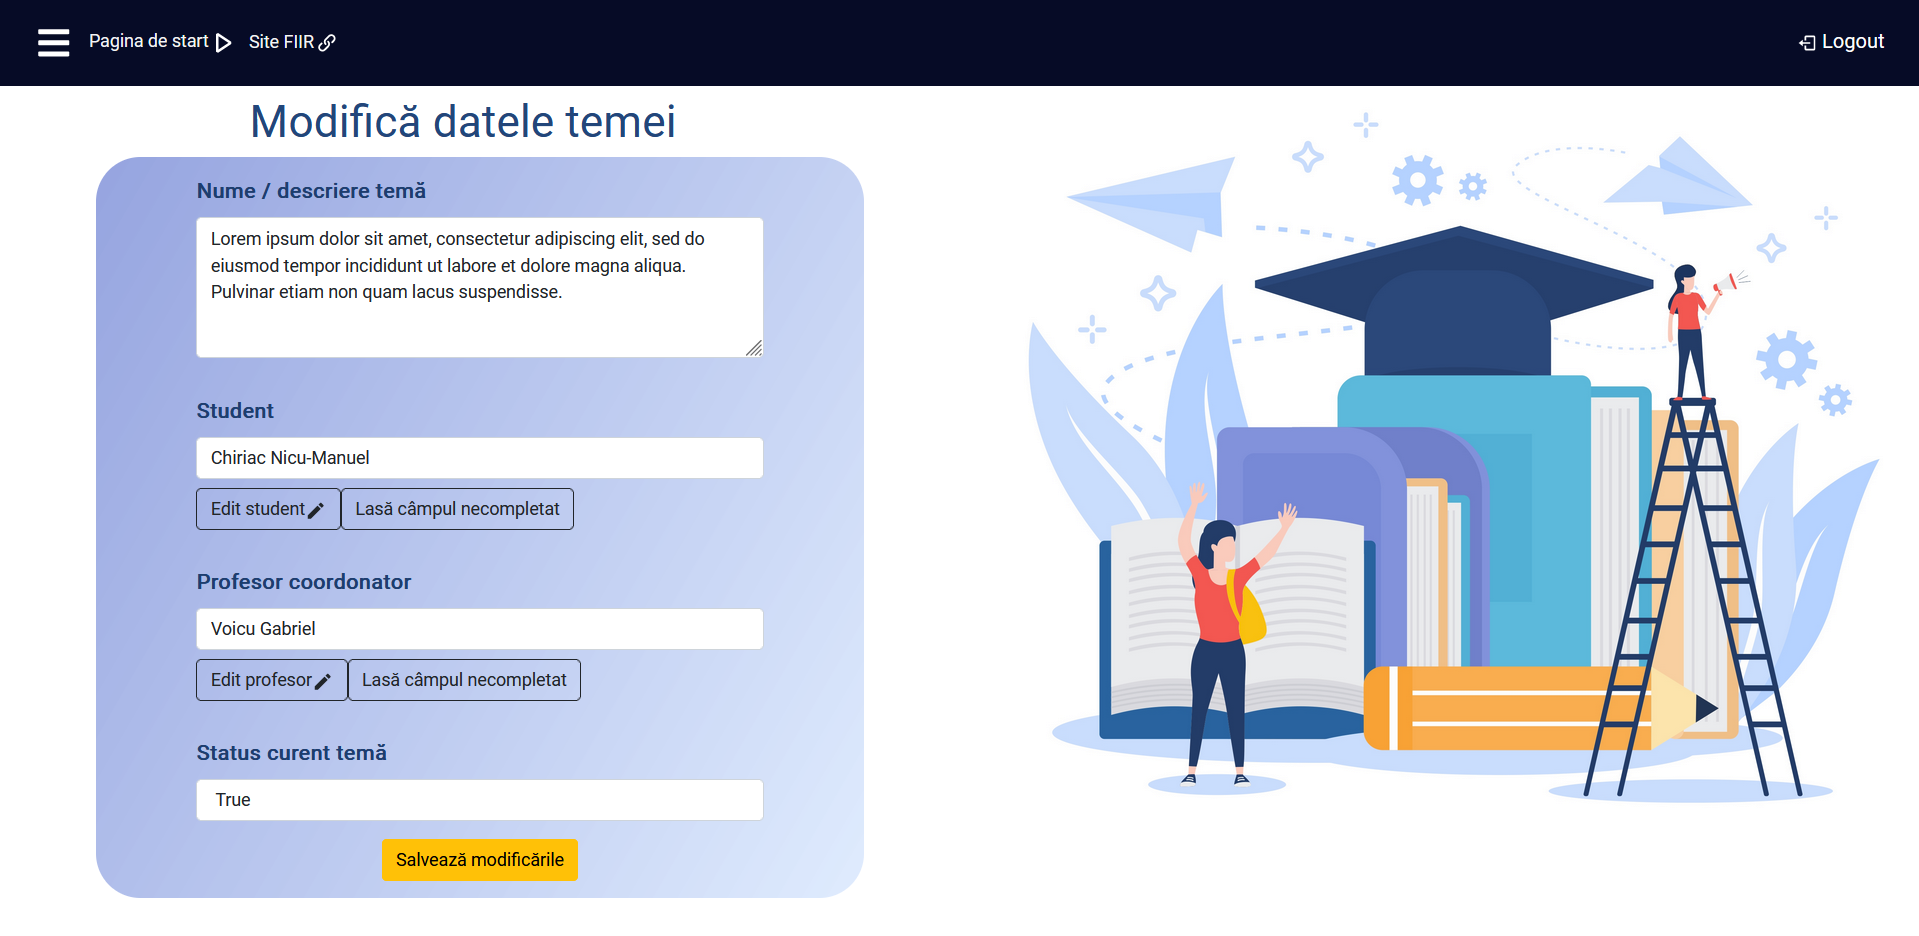 Pagina de start
Site FIIR
Logout
Modifică datele temei
Nume / descriere temă
Lorem ipsum dolor sit amet, consectetur adipiscing elit, sed do
eiusmod tempor incididunt ut labore et dolore magna aliqua.
Pulvinar etiam non quam lacus suspendisse.
Student
Chiriac Nicu-Manuel
Edit student
Lasă câmpul necompletat
Profesor coordonator
Voicu Gabriel
Edit profesor
Lasă câmpul necompletat
Status curent temă
True
Salvează modificările